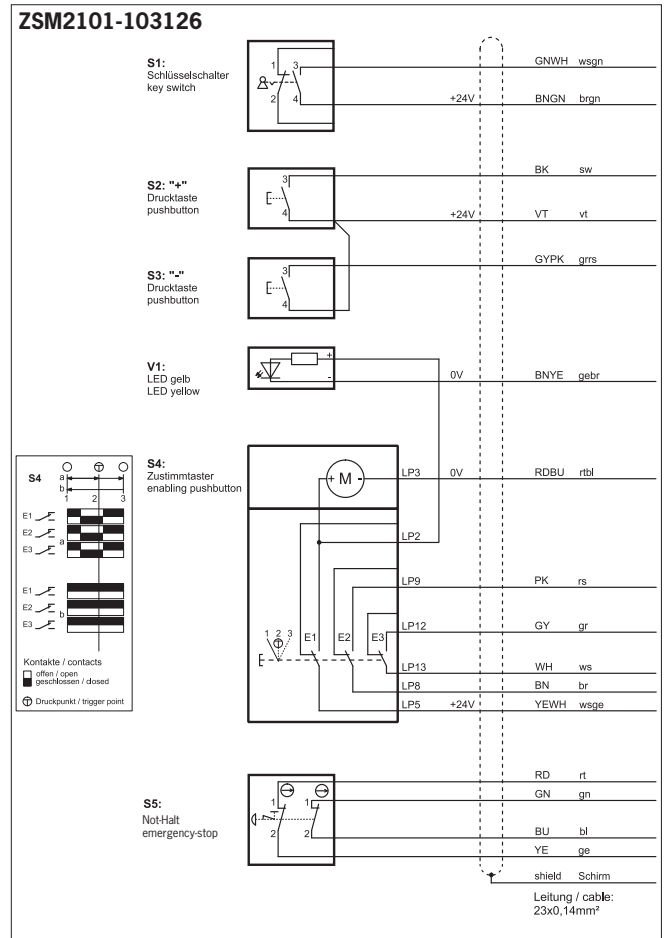 ZSM2101-103126
S1:
Schlüsselschalter
key switch
1 3
2 4
GNWH wsgn
+24V BNGN brgn
S2: "+"
Drucktaste
pushbutton
3
4
BK sw
+24V VT vt
S3: "-"
Drucktaste
pushbutton
3
4
GYPK grrs
V1:
LED gelb
LED yellow
+
-
0V BNYE gebr
S4:
Zustimmtaster
enabling pushbutton
+ M -
LP3 0V RDBU rtbl
LP2
LP9 PK rs
LP12 GY gr
1 2 3 E1 E2 E3
LP13 WH ws
LP8 BN br
LP5 +24V YEWH wsge
S4
a
b
1 2 3
E1
E2
a
E3
E1
E2
b
E3
Kontakte / contacts
offen / open
geschlossen / closed
Druckpunkt / trigger point
S5:
Not-Halt
emergency-stop
1 1
2 2
RD rt
GN gn
BU bl
YE ge
shield Schirm
Leitung / cable:
23x0,14mm²